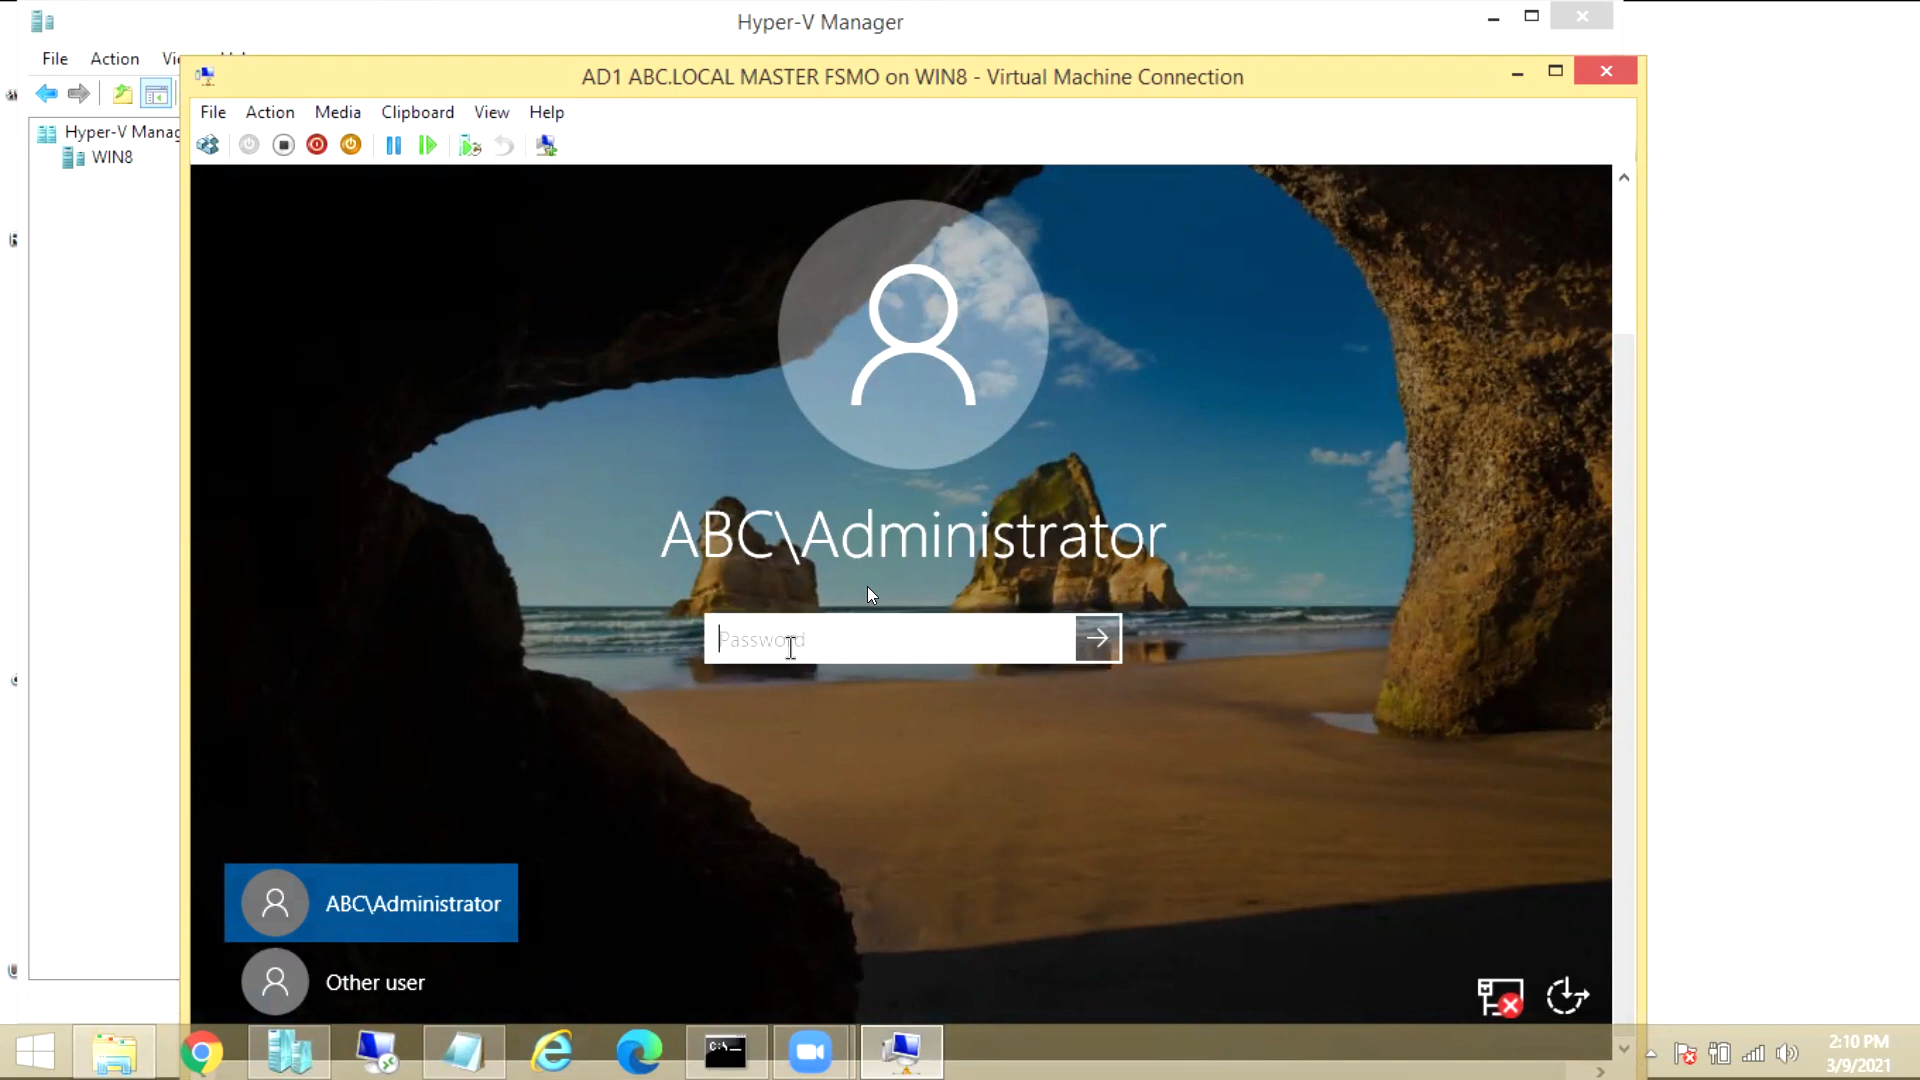 Hyper-V Manager
File Action
AD1 ABC.LOCAL MASTER FSMO on WIN8 - Virtual Machine Connection
File Action Media Clipboard View Help
Hyper-V Manag
WIN8
ABC\Administrator
Password
ABC\Administrator
Other user
2:10 PM
3/9/2021